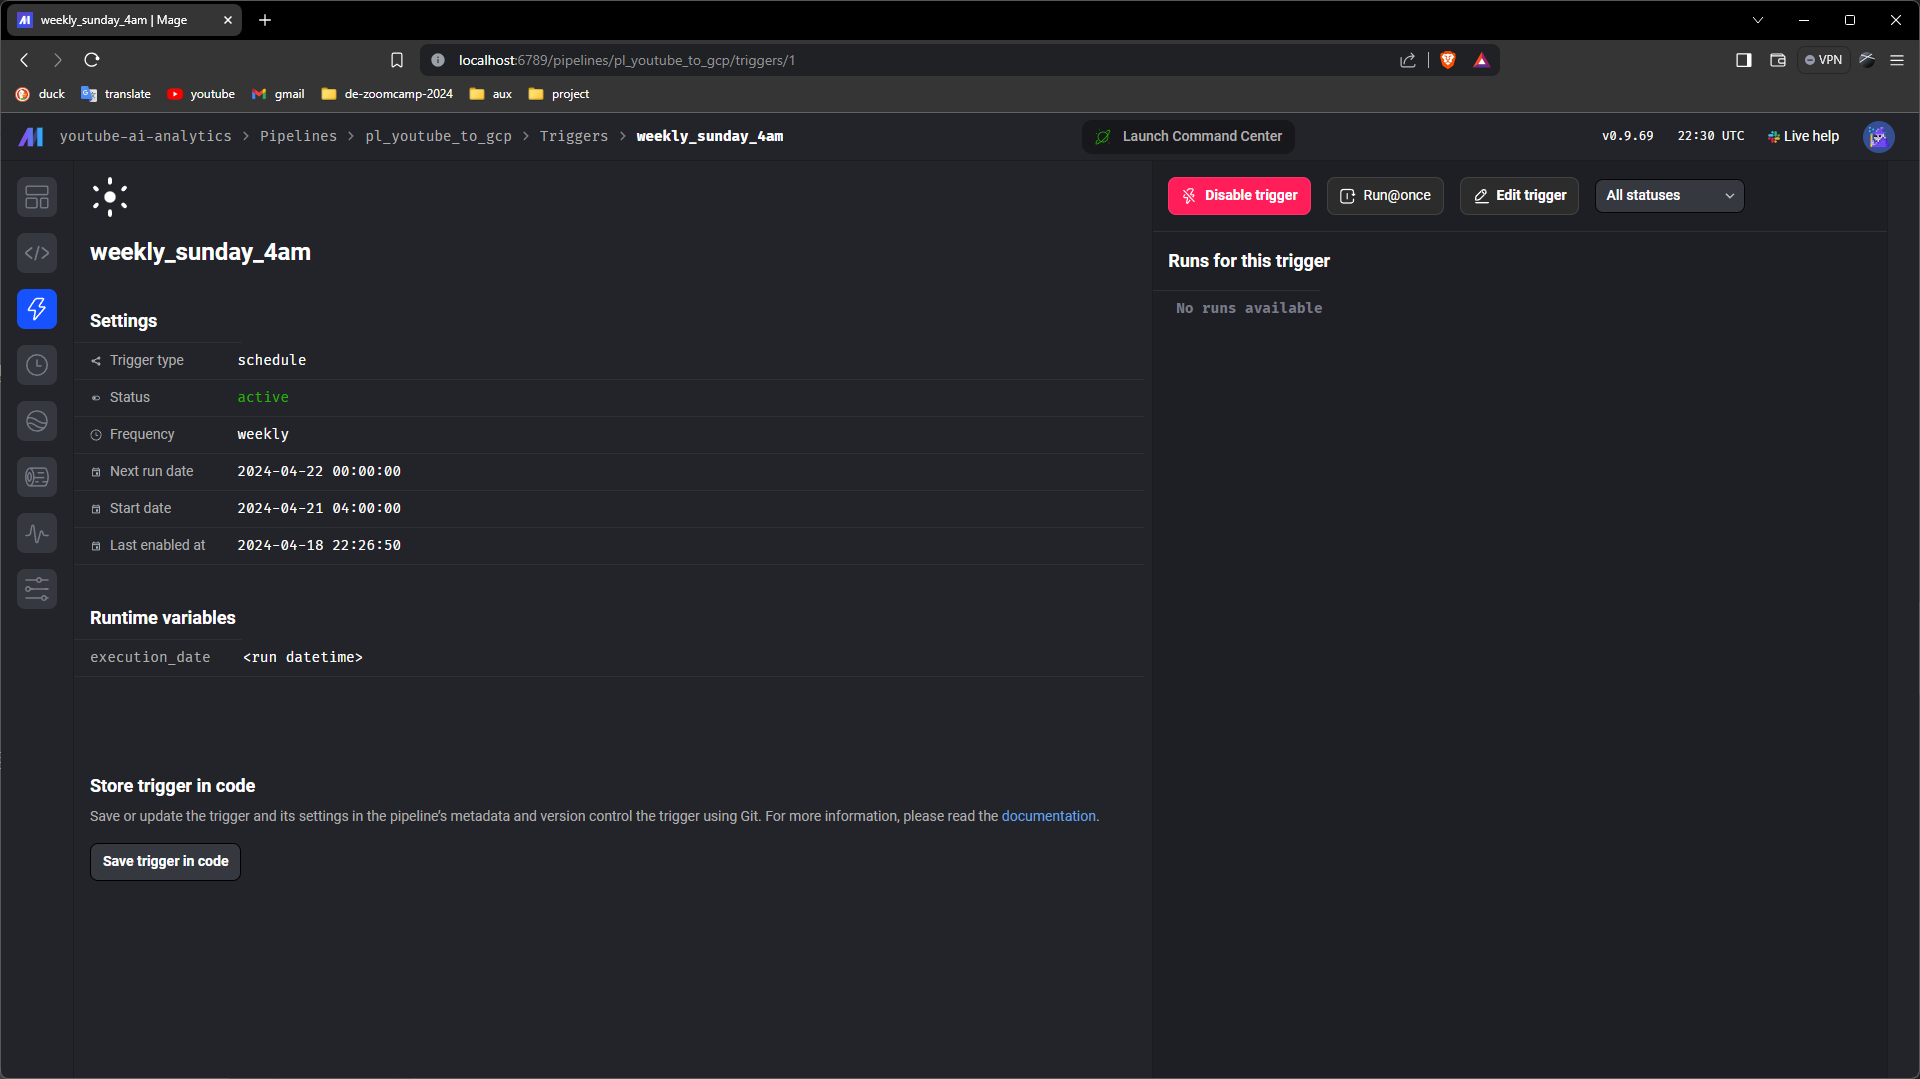 weekly_sunday_4am | Mage
localhost:6789/pipelines/pl_youtube_to_gcp/triggers/1
VPN
duck translate youtube gmail de-zoomcamp-2024 aux project
youtube-ai-analytics > Pipelines > pl_youtube_to_gcp > Triggers > weekly_sunday_4am
Launch Command Center
v0.9.69 22:30 UTC Live help
Disable trigger Run@once Edit trigger All statuses
weekly_sunday_4am
Settings
Trigger type schedule
Status active
Frequency weekly
Next run date 2024-04-22 00:00:00
Start date 2024-04-21 04:00:00
Last enabled at 2024-04-18 22:26:50
Runtime variables
execution_date <run datetime>
Store trigger in code
Save or update the trigger and its settings in the pipeline's metadata and version control the trigger using Git. For more information, please read the documentation.
Save trigger in code
Runs for this trigger
No runs available